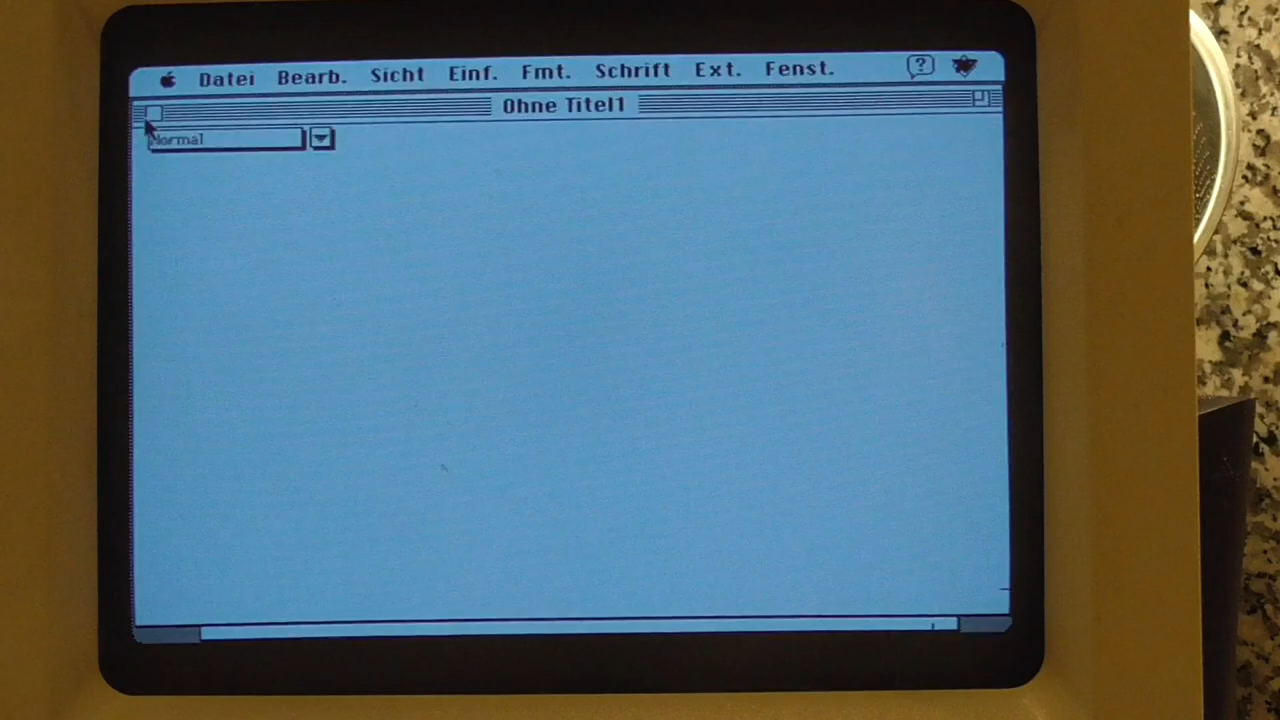 Datei Bearb. Sicht Einf. Fmt. Schrift Ext. Fenst. ?
Ohne Titel1
Normal